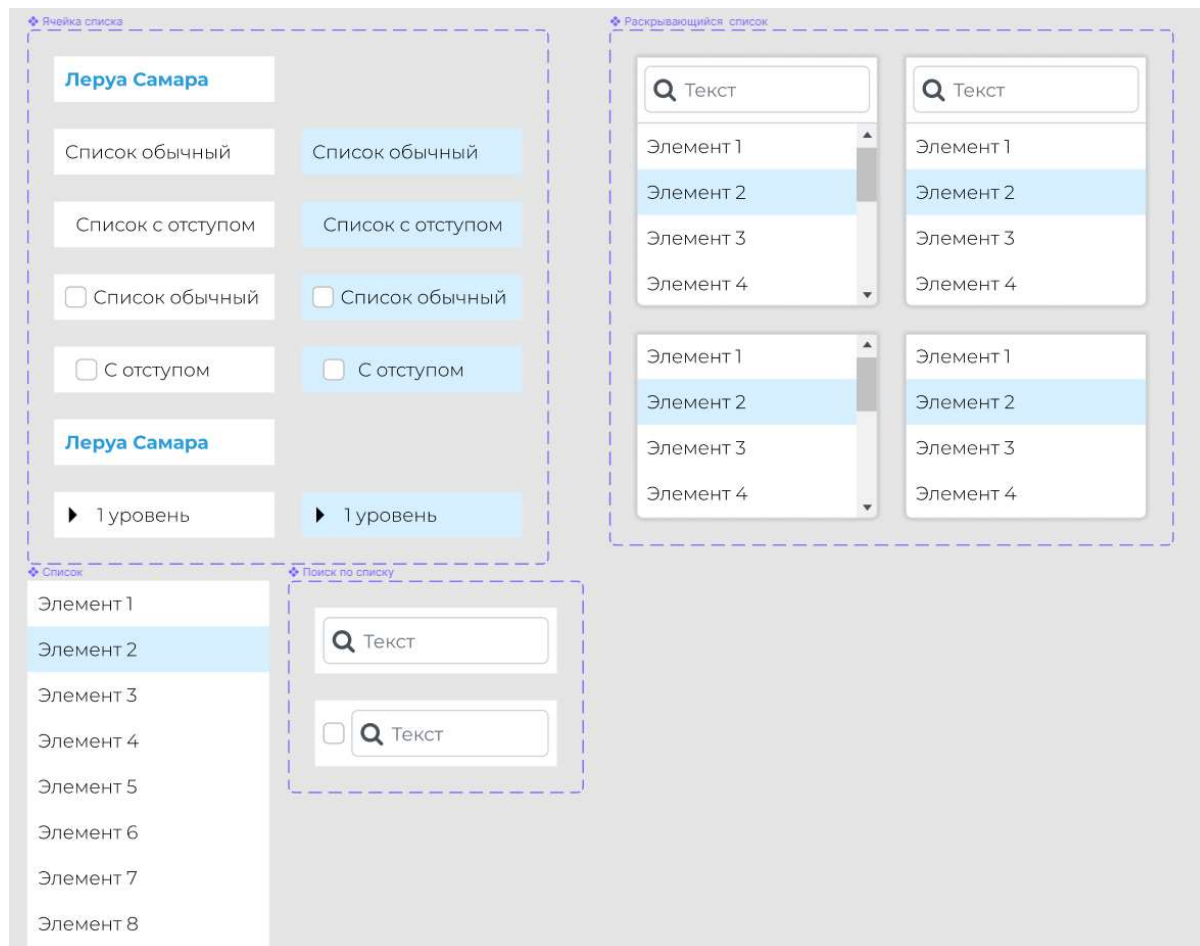 Ячейка списка
Леруа Самара
Список обычный
Список обычный
Список с отступом
Список с отступом
Список обычный
Список обычный
С отступом
С отступом
Леруа Самара
1 уровень
1 уровень
Раскрывающийся список
Текст
Элемент 1
Элемент 2
Элемент 3
Элемент 4
Текст
Элемент 1
Элемент 2
Элемент 3
Элемент 4
Элемент 1
Элемент 2
Элемент 3
Элемент 4
Элемент 1
Элемент 2
Элемент 3
Элемент 4
Список
Элемент 1
Элемент 2
Элемент 3
Элемент 4
Элемент 5
Элемент 6
Элемент 7
Элемент 8
Поиск по списку
Текст
Текст